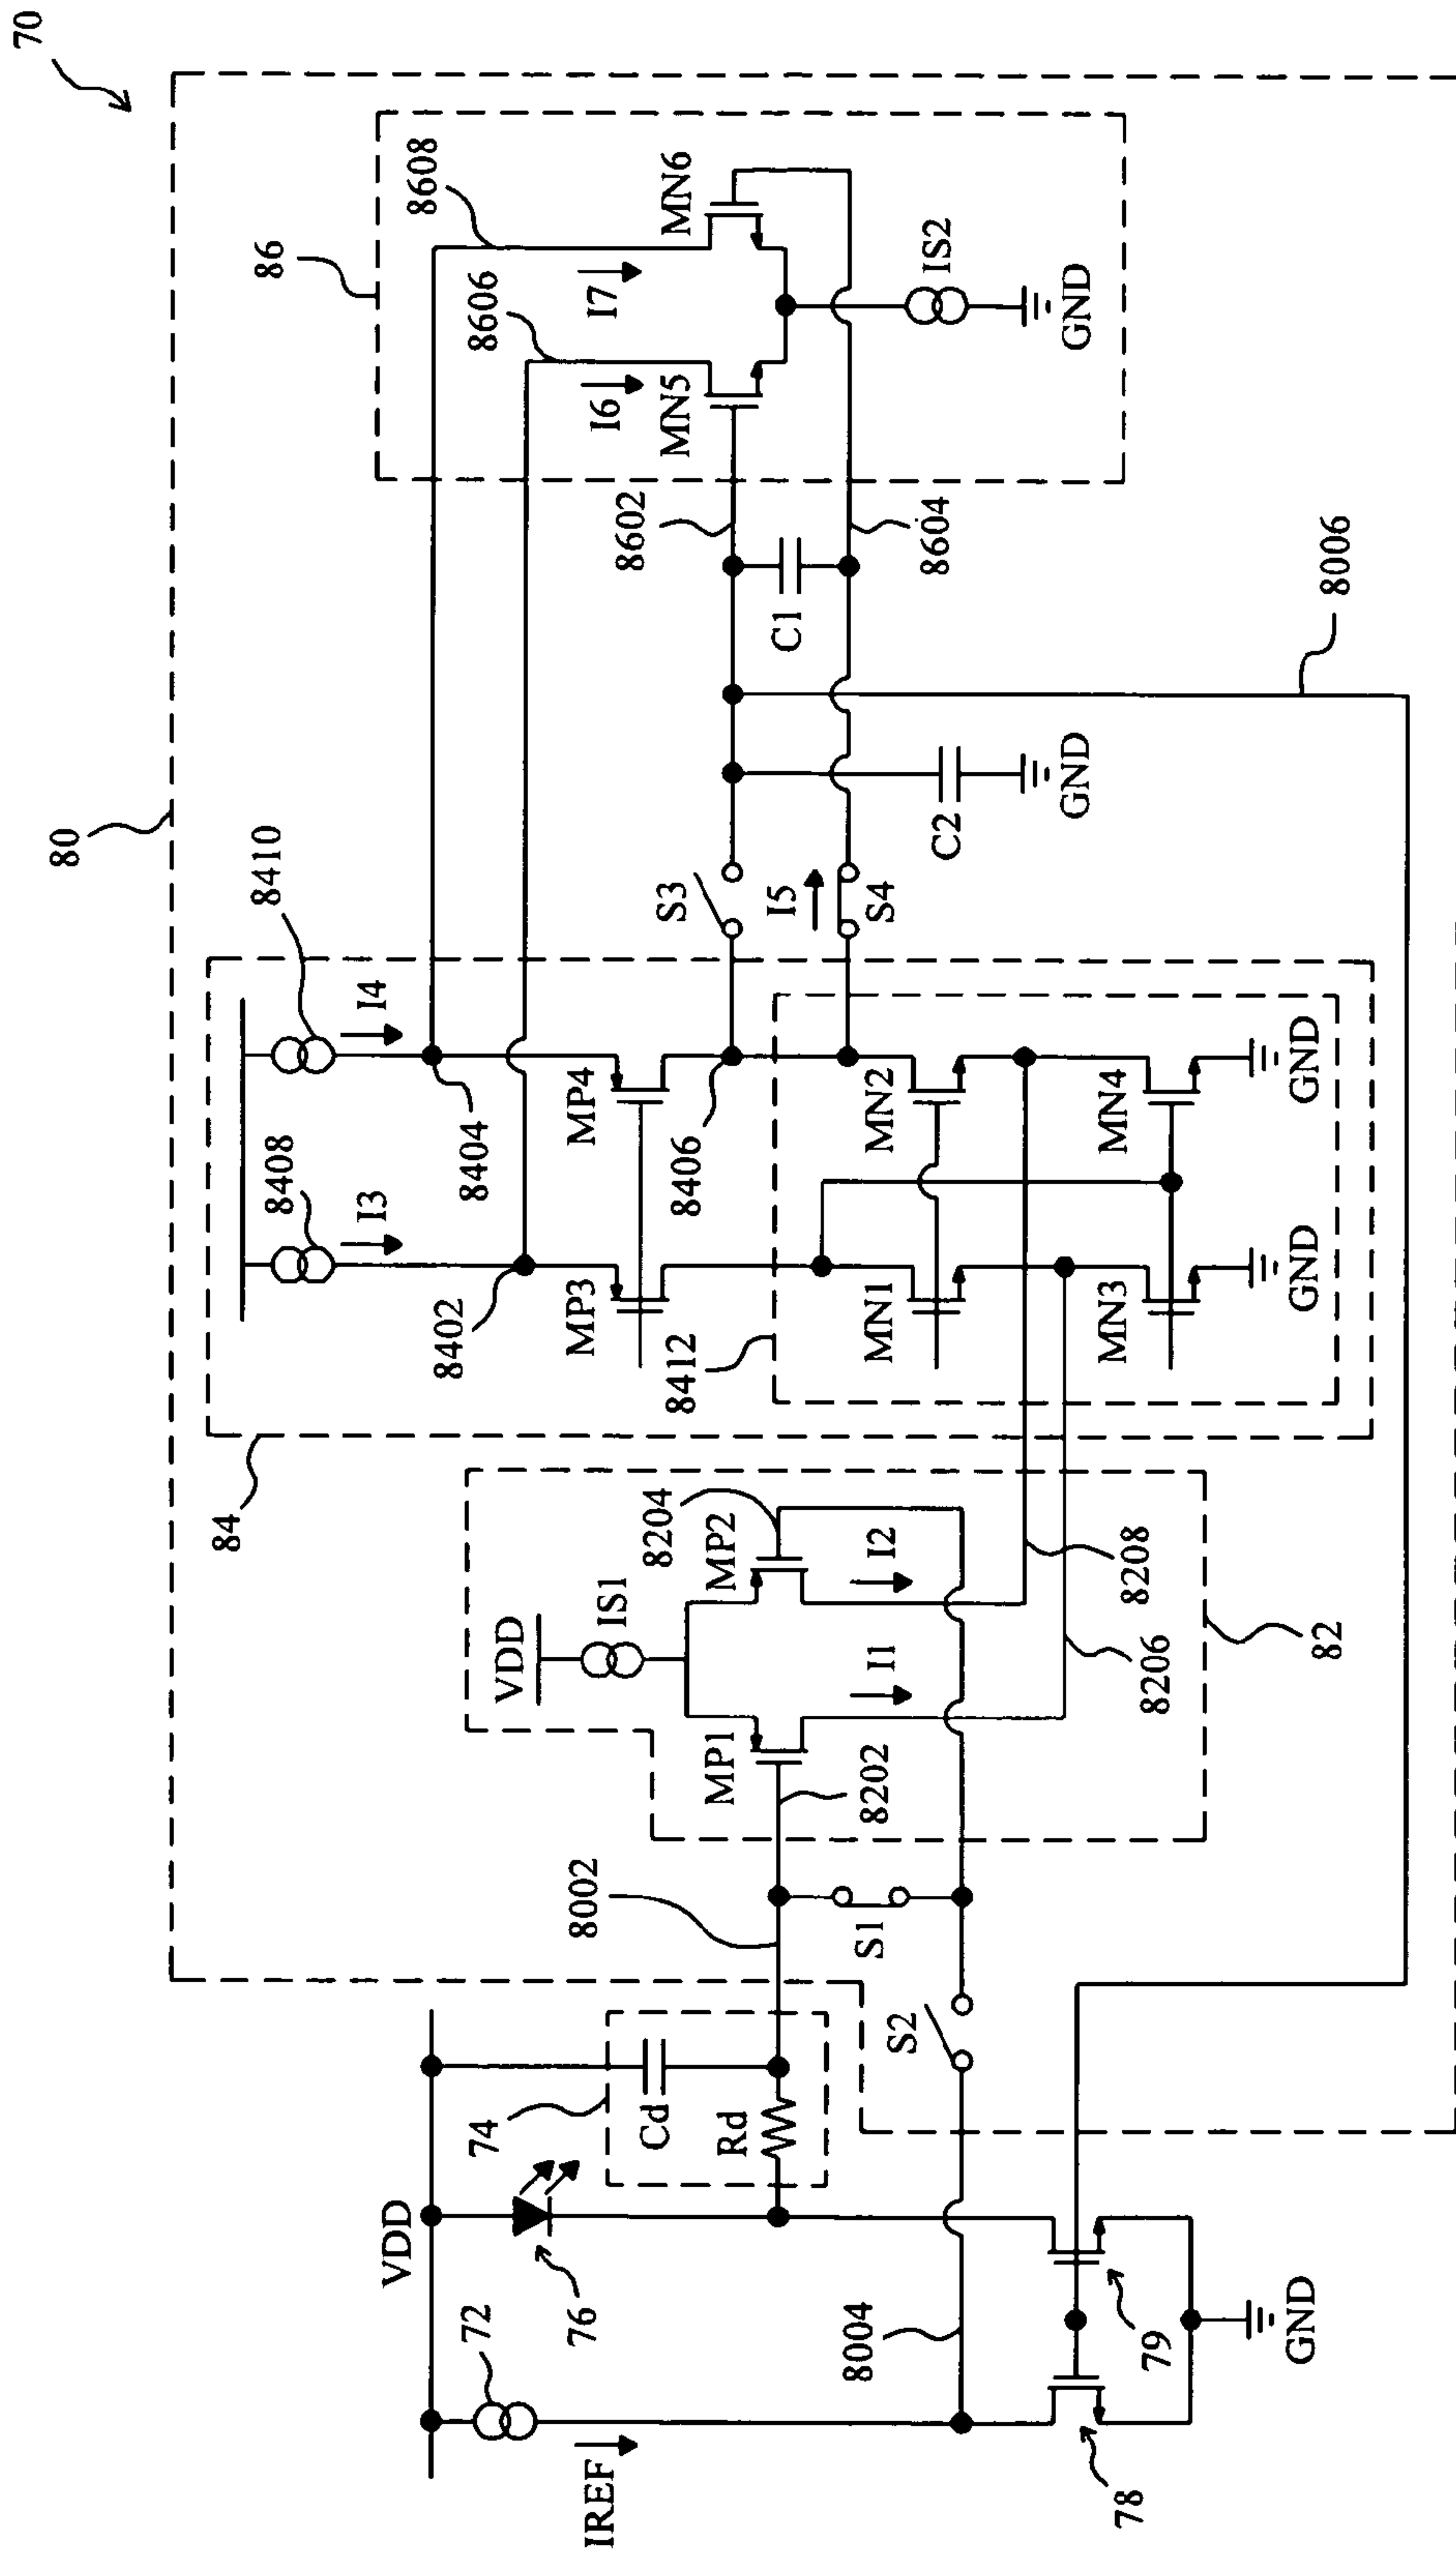 70
80
86
8608
8606
I7
I6
MN6
MN5
IS2
GND
8602
8604
C1
8006
8410
8408
I4
I3
8404
8402
MP4
MP3
8406
S3
I5
S4
C2
GND
8412
MN2
MN1
MN4
MN3
GND
GND
84
VDD
IS1
8204
MP2
MP1
I2
I1
8202
8208
8206
82
8002
S1
S2
74
Cd
Rd
VDD
72
76
IREF
8004
78
79
GND